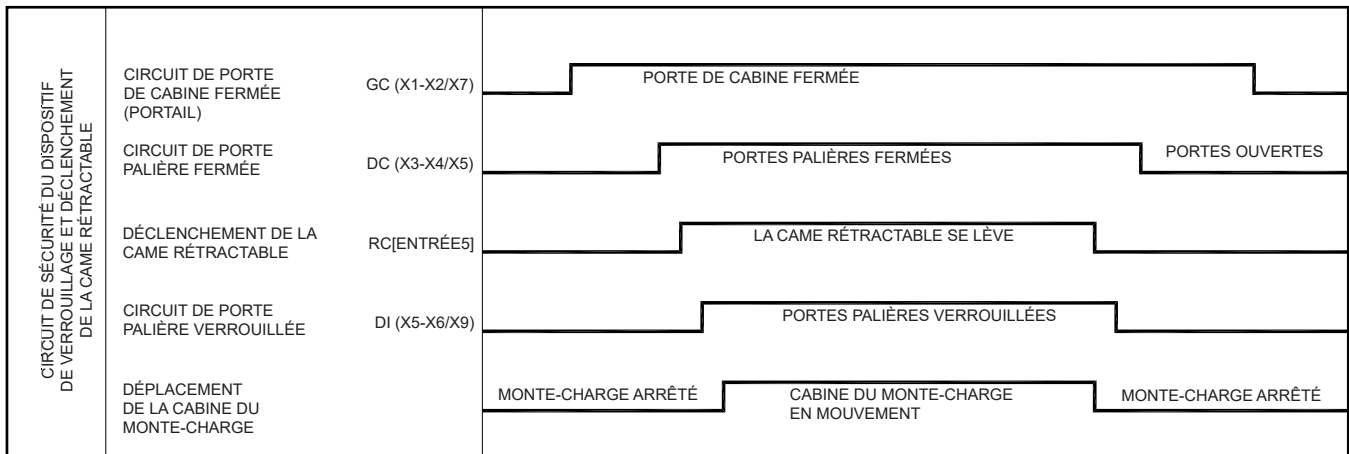 CIRCUIT DE SÉCURITÉ DU DISPOSITIF
DE VERROUILLAGE ET DÉCLENCHEMENT
DE LA CAME RÉTRACTABLE
CIRCUIT DE PORTE
DE CABINE FERMÉE
(PORTAIL)
GC (X1-X2/X7)
PORTE DE CABINE FERMÉE
CIRCUIT DE PORTE
PALIÈRE FERMÉE
DC (X3-X4/X5)
PORTES PALIÈRES FERMÉES
PORTES OUVERTES
DÉCLENCHEMENT DE LA
CAME RÉTRACTABLE
RC[ENTRÉE5]
LA CAME RÉTRACTABLE SE LÈVE
CIRCUIT DE PORTE
PALIÈRE VERROUILLÉE
DI (X5-X6/X9)
PORTES PALIÈRES VERROUILLÉES
DÉPLACEMENT
DE LA CABINE DU
MONTE-CHARGE
MONTE-CHARGE ARRÊTÉ
CABINE DU MONTE-CHARGE
EN MOUVEMENT
MONTE-CHARGE ARRÊTÉ